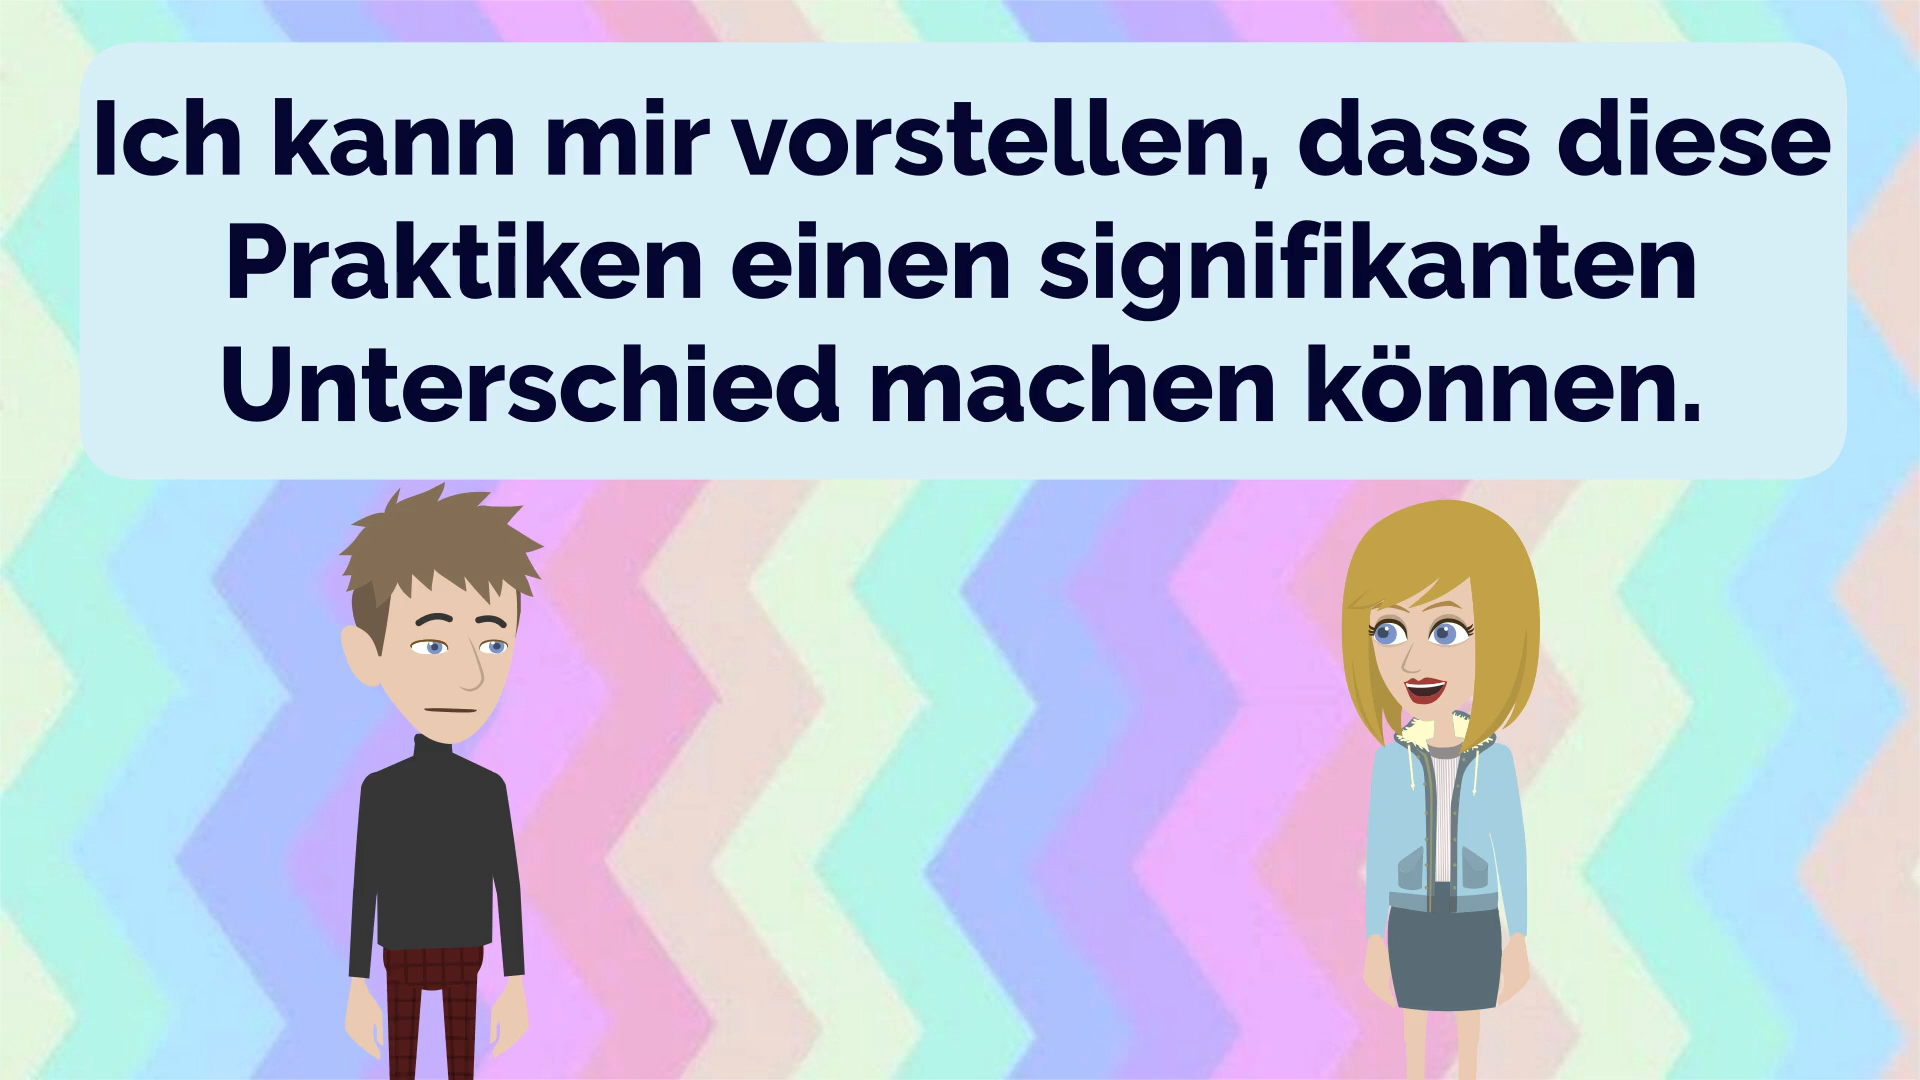 Ich kann mir vorstellen, dass diese
Praktiken einen signifikanten
Unterschied machen können.